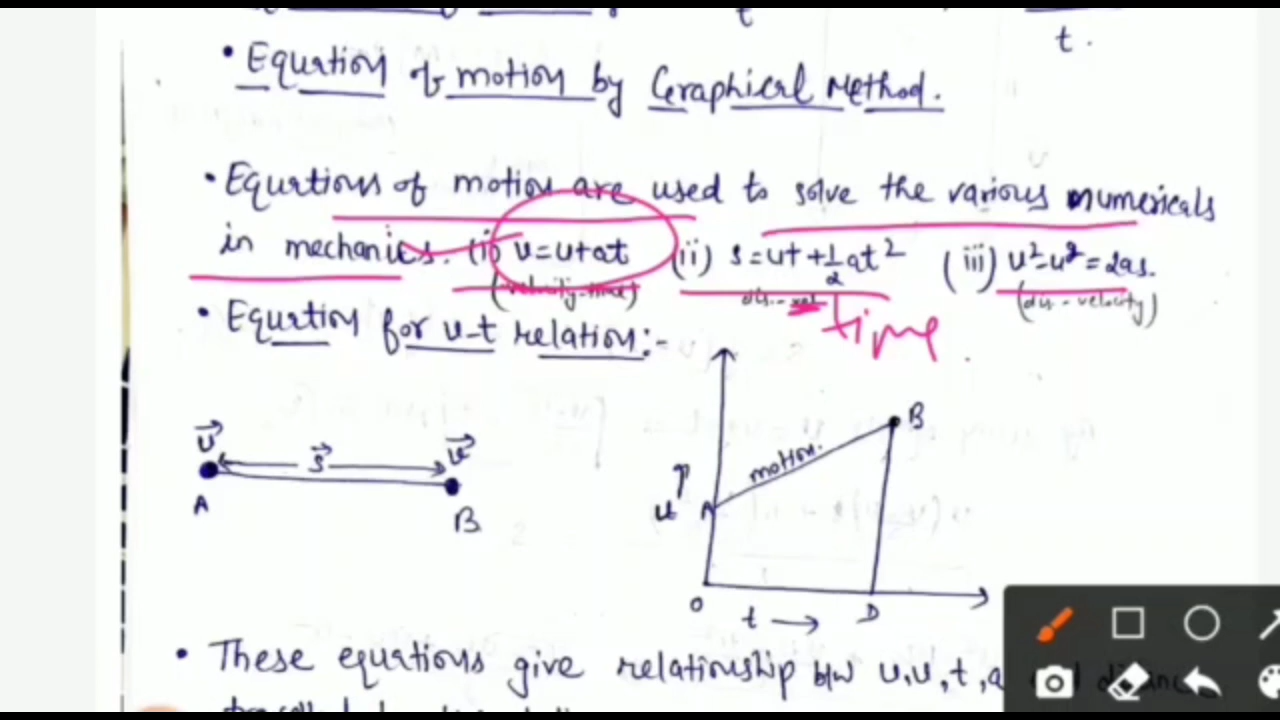 t
t.
• Equation of motion by Graphical Method.
• Equations of motion are used to solve the various numericals
in mechanics. (i) v=u+at (ii) s=ut+½at² (iii) v²-u²=2as.
(velocity-time) dis.- time (dis-velocity)
• Equation for v-t relation:-
u⃗ s⃗ v⃗
A B
B
motion.
u A
O t → D
• These equations give relationship b/w u,v,t,a